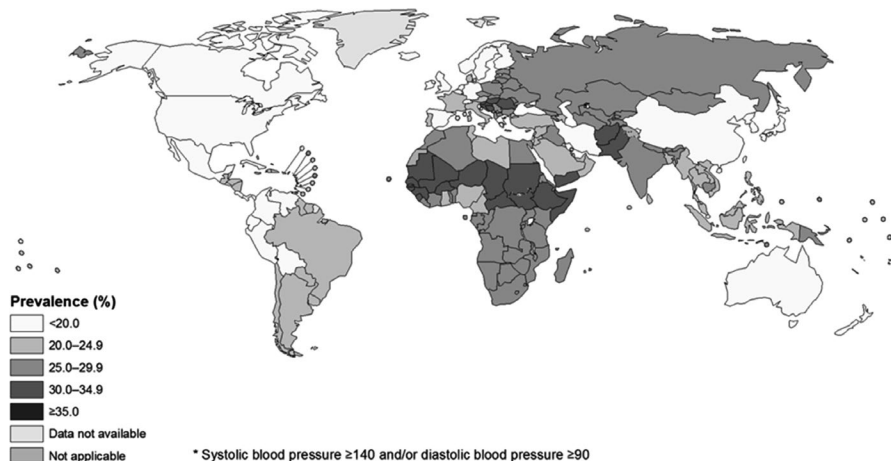 Prevalence (%)
<20.0
20.0–24.9
25.0–29.9
30.0–34.9
≥35.0
Data not available
Not applicable
* Systolic blood pressure ≥140 and/or diastolic blood pressure ≥90